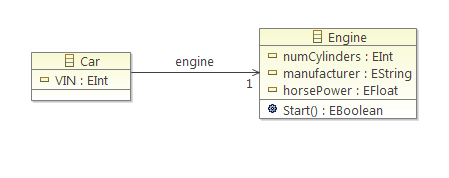 Car
VIN : EInt
engine
1
Engine
numCylinders : EInt
manufacturer : EString
horsePower : EFloat
Start() : EBoolean